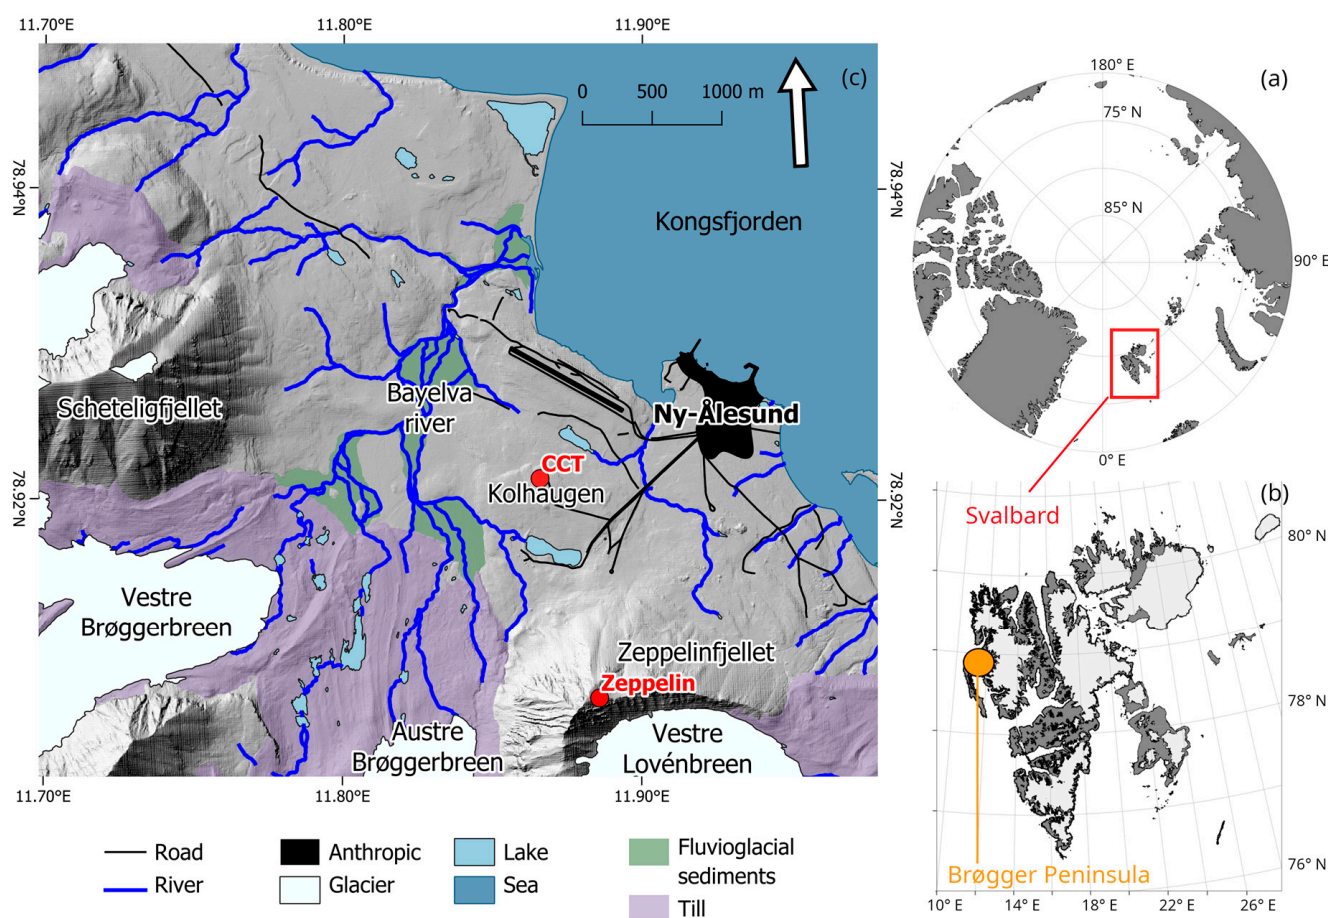 11.70°E
11.80°E
11.90°E
(c)
0
500
1000 m
78.94°N
78.94°N
Kongsfjorden
Scheteligfjellet
Bayelva
river
Ny-Ålesund
CCT
Kolhaugen
78.92°N
78.92°N
Vestre
Brøggerbreen
Zeppelinfjellet
Zeppelin
Austre
Brøggerbreen
Vestre
Lovénbreen
11.70°E
11.80°E
11.90°E
Road
River
Anthropic
Glacier
Lake
Sea
Fluvioglacial
sediments
Till
180° E
(a)
75° N
85° N
90° E
0° E
Svalbard
(b)
80° N
78° N
76° N
Brøgger Peninsula
10° E
14° E
18° E
22° E
26° E